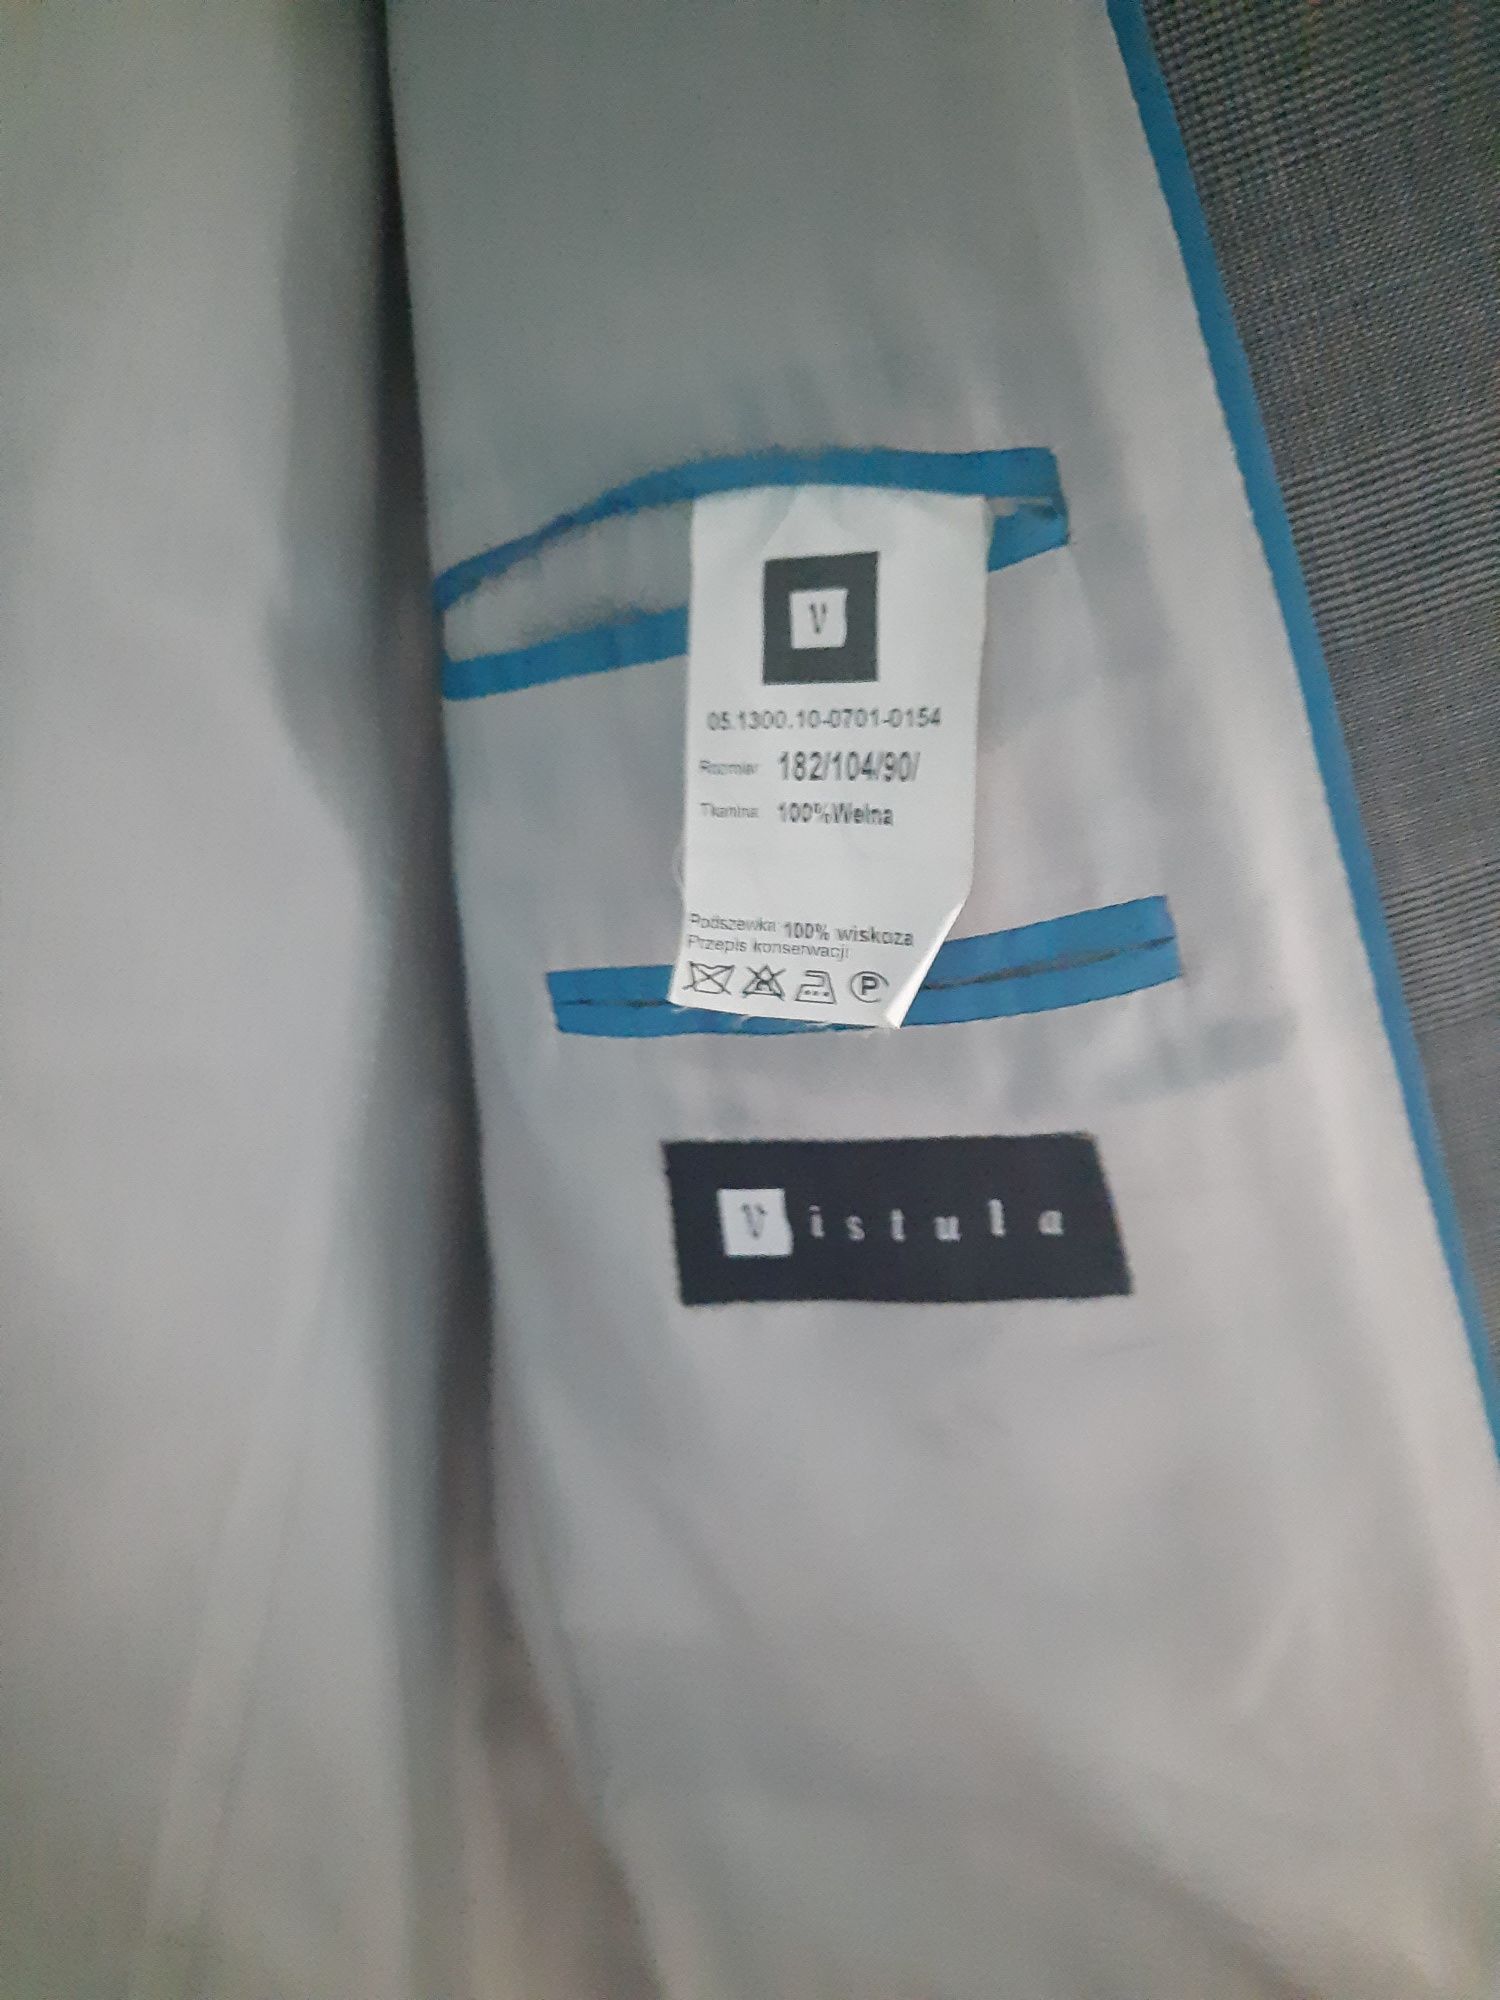 V
05.1300.10-0701-0154
Rozmiar 182/104/90/
Tkanina: 100%Wełna
Podszewka: 100% wiskoza
Przepis konserwacji
P
Vistula